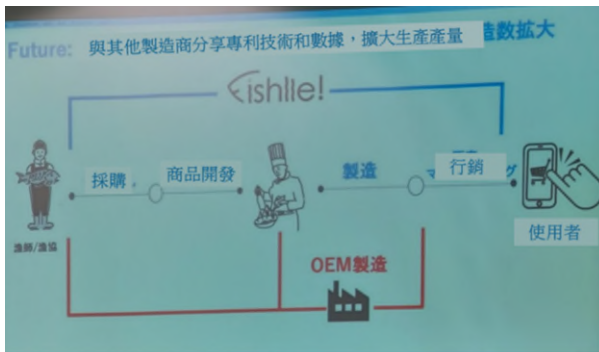 Future: 與其他製造商分享專利技術和數據，擴大生產產量 造数拡大
Fishlle!
採購 商品開發 製造 行銷
漁師/漁協
使用者
OEM製造